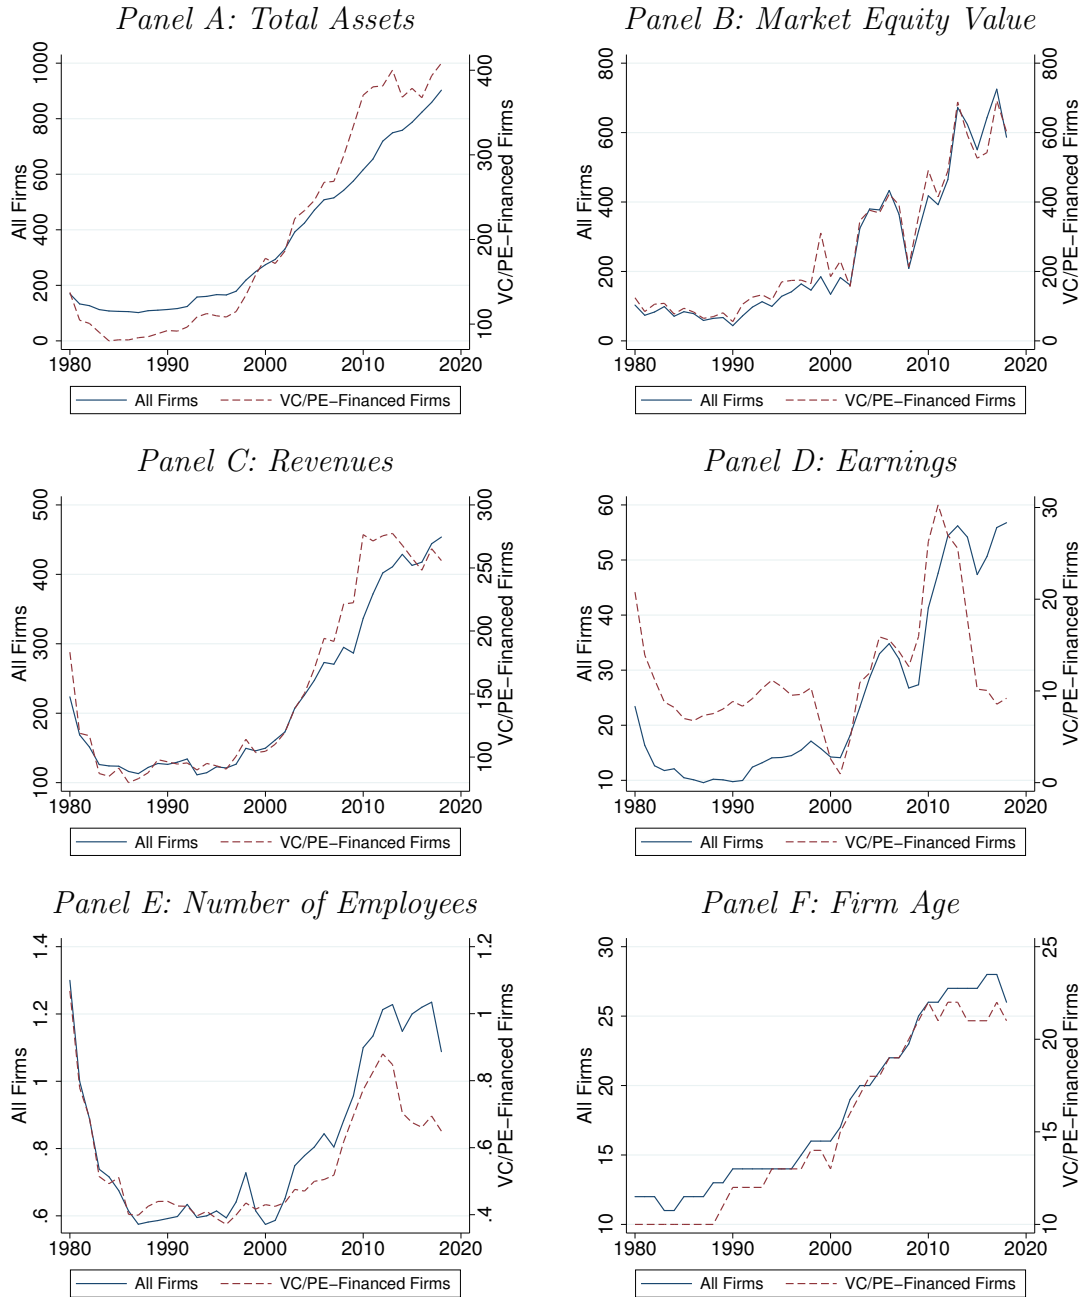 Panel A: Total Assets
All Firms
0 200 400 600 800 1000
VC/PE−Financed Firms
100 200 300 400
1980 1990 2000 2010 2020
All Firms VC/PE−Financed Firms
Panel B: Market Equity Value
All Firms
0 200 400 600 800
VC/PE−Financed Firms
0 200 400 600 800
1980 1990 2000 2010 2020
All Firms VC/PE−Financed Firms
Panel C: Revenues
All Firms
100 200 300 400 500
VC/PE−Financed Firms
100 150 200 250 300
1980 1990 2000 2010 2020
All Firms VC/PE−Financed Firms
Panel D: Earnings
All Firms
10 20 30 40 50 60
VC/PE−Financed Firms
0 10 20 30
1980 1990 2000 2010 2020
All Firms VC/PE−Financed Firms
Panel E: Number of Employees
All Firms
.6 .8 1 1.2 1.4
VC/PE−Financed Firms
.4 .6 .8 1 1.2
1980 1990 2000 2010 2020
All Firms VC/PE−Financed Firms
Panel F: Firm Age
All Firms
10 15 20 25 30
VC/PE−Financed Firms
10 15 20 25
1980 1990 2000 2010 2020
All Firms VC/PE−Financed Firms